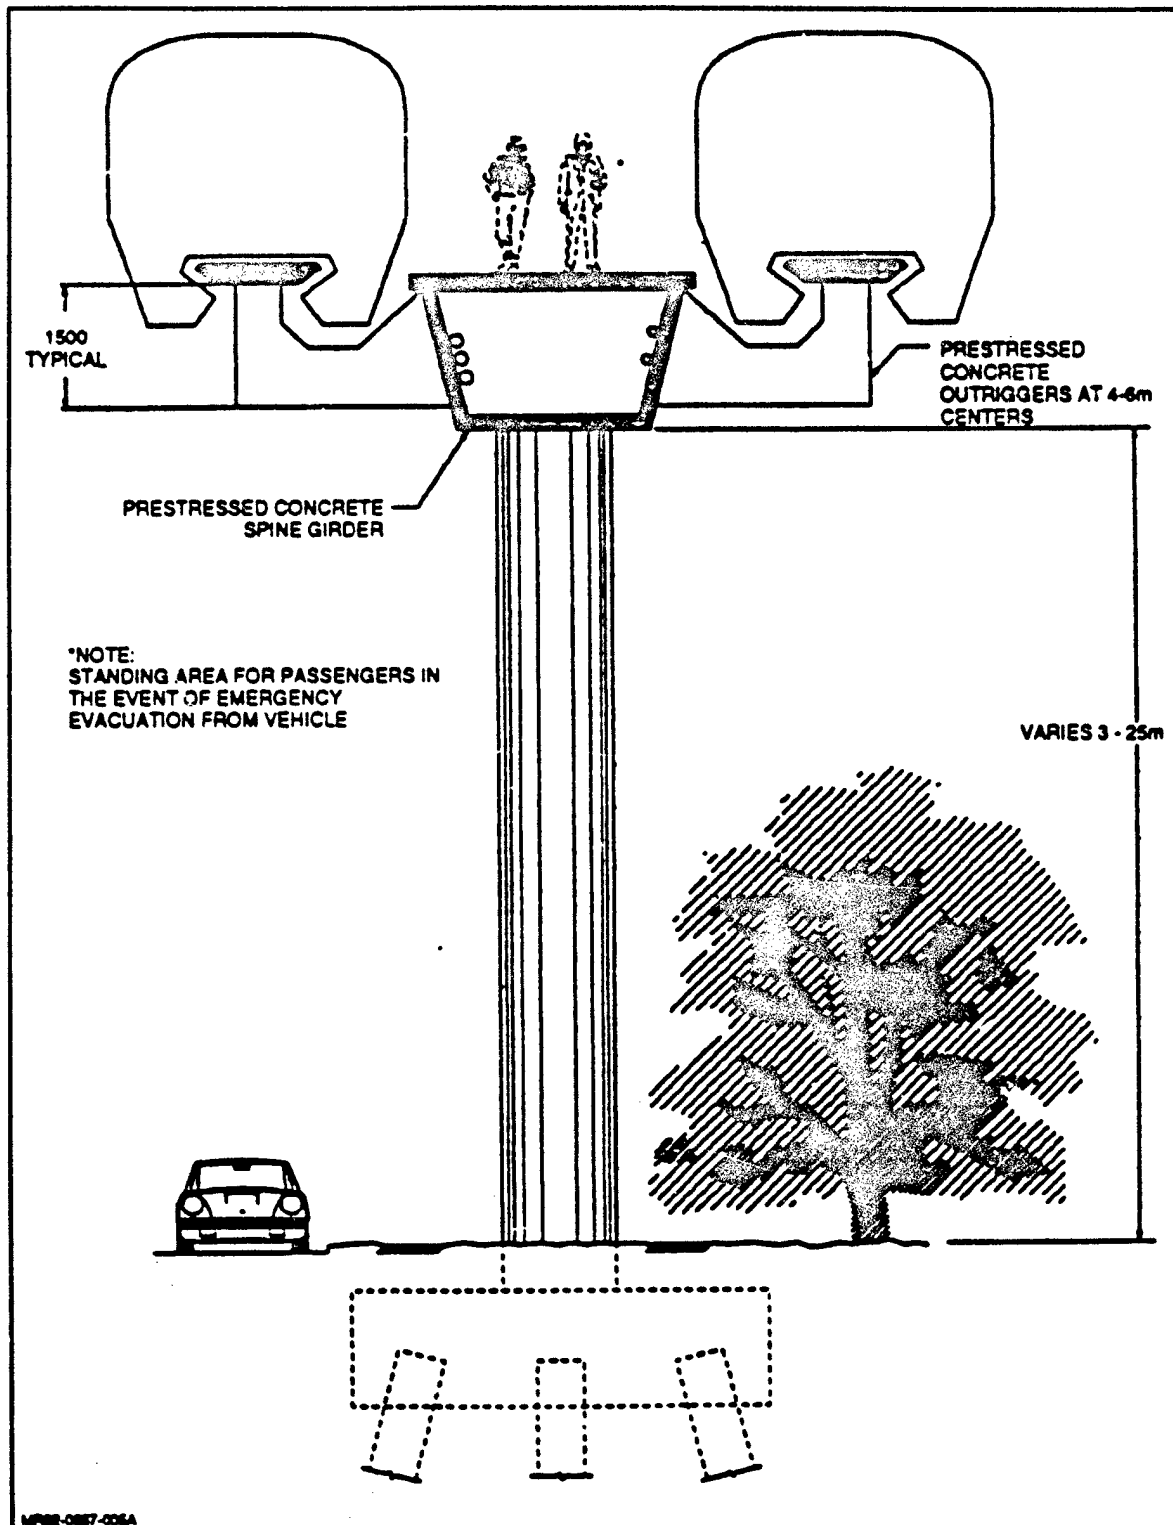 1500
TYPICAL
PRESTRESSED
CONCRETE
OUTRIGGERS AT 4-6m
CENTERS
PRESTRESSED CONCRETE
SPINE GIRDER
*NOTE:
STANDING AREA FOR PASSENGERS IN
THE EVENT OF EMERGENCY
EVACUATION FROM VEHICLE
VARIES 3 - 25m